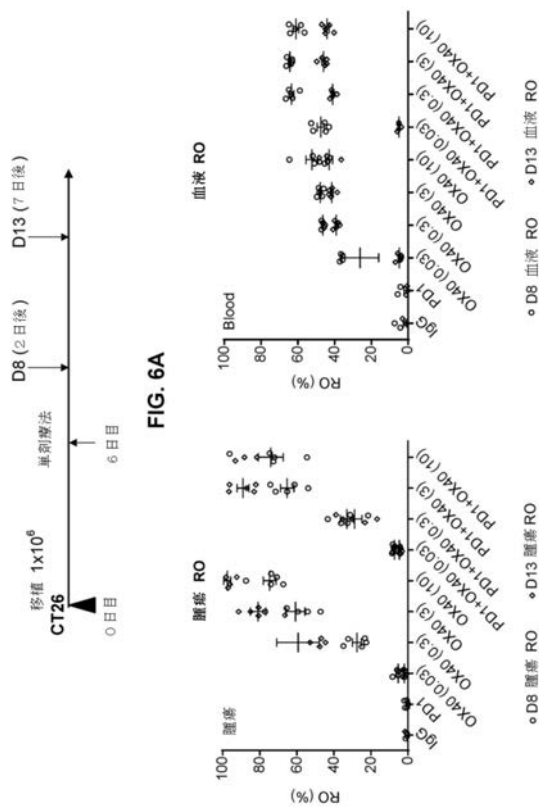 移植 1x10⁶
CT26
0日目
単剤療法
6日目
D8 (2日後)
D13 (7日後)
FIG. 6A
腫瘍 RO
腫瘍
RO (%)
100
80
60
40
20
0
IgG
PD1
OX40 (0.03)
OX40 (0.3)
OX40 (3)
OX40 (10)
PD1+OX40 (0.03)
PD1+OX40 (0.3)
PD1+OX40 (3)
PD1+OX40 (10)
○ D8 腫瘍 RO ◇ D13 腫瘍 RO
血液 RO
Blood
RO (%)
100
80
60
40
20
0
IgG
PD1
OX40 (0.03)
OX40 (0.3)
OX40 (3)
OX40 (10)
PD1+OX40 (0.03)
PD1+OX40 (0.3)
PD1+OX40 (3)
PD1+OX40 (10)
○ D8 血液 RO ◇ D13 血液 RO